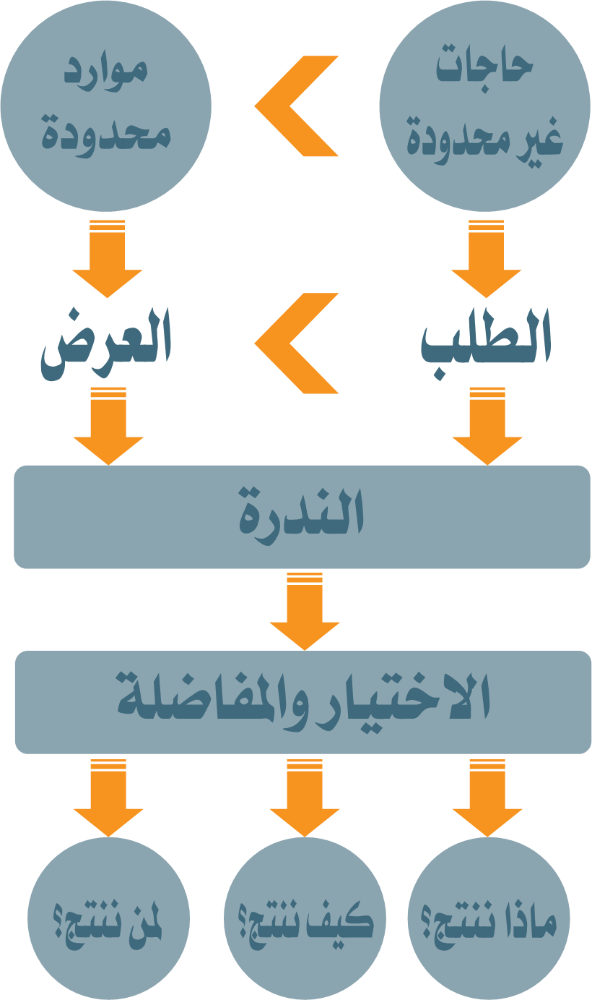 حاجات
غير محدودة
موارد
محدودة
الطلب
العرض
الندرة
الاختيار والمفاضلة
ماذا ننتج؟
كيف ننتج؟
لمن ننتج؟